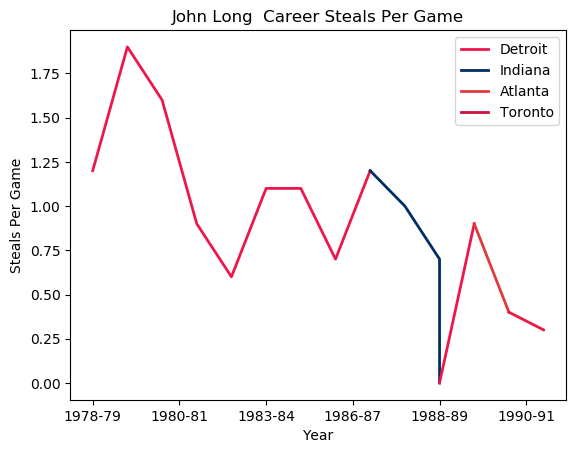 John Long  Career Steals Per Game
Detroit
Indiana
Atlanta
Toronto
Steals Per Game
1.75
1.50
1.25
1.00
0.75
0.50
0.25
0.00
1978-79 1980-81 1983-84 1986-87 1988-89 1990-91
Year